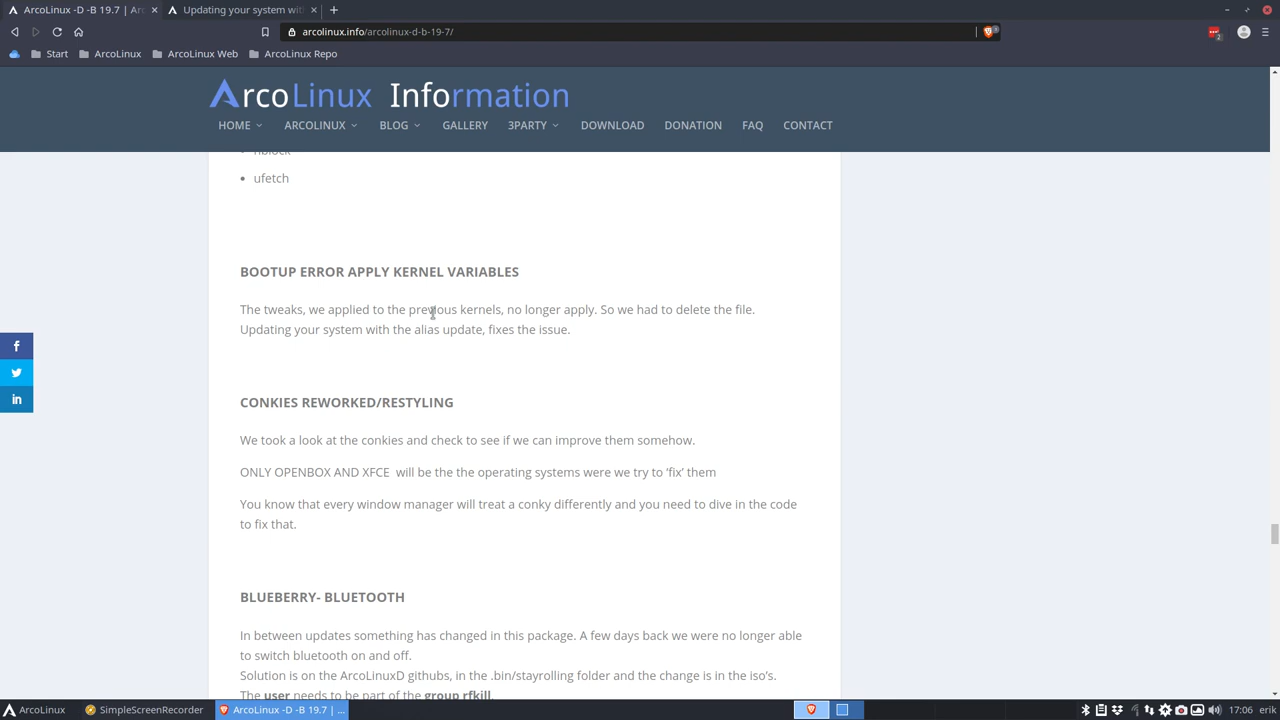 ArcoLinux -D -B 19.7 | Arc
Updating your system wit
arcolinux.info/arcolinux-d-b-19-7/
2
Start
ArcoLinux
ArcoLinux Web
ArcoLinux Repo
ArcoLinux Information
HOME
ARCOLINUX
BLOG
GALLERY
3PARTY
DOWNLOAD
DONATION
FAQ
CONTACT
ufetch
BOOTUP ERROR APPLY KERNEL VARIABLES
The tweaks, we applied to the previous kernels, no longer apply. So we had to delete the file.
Updating your system with the alias update, fixes the issue.
CONKIES REWORKED/RESTYLING
We took a look at the conkies and check to see if we can improve them somehow.
ONLY OPENBOX AND XFCE  will be the the operating systems were we try to ‘fix’ them
You know that every window manager will treat a conky differently and you need to dive in the code
to fix that.
BLUEBERRY- BLUETOOTH
In between updates something has changed in this package. A few days back we were no longer able
to switch bluetooth on and off.
Solution is on the ArcoLinuxD githubs, in the .bin/stayrolling folder and the change is in the iso’s.
The user needs to be part of the group rfkill.
ArcoLinux
SimpleScreenRecorder
ArcoLinux -D -B 19.7 | ...
17:06
erik